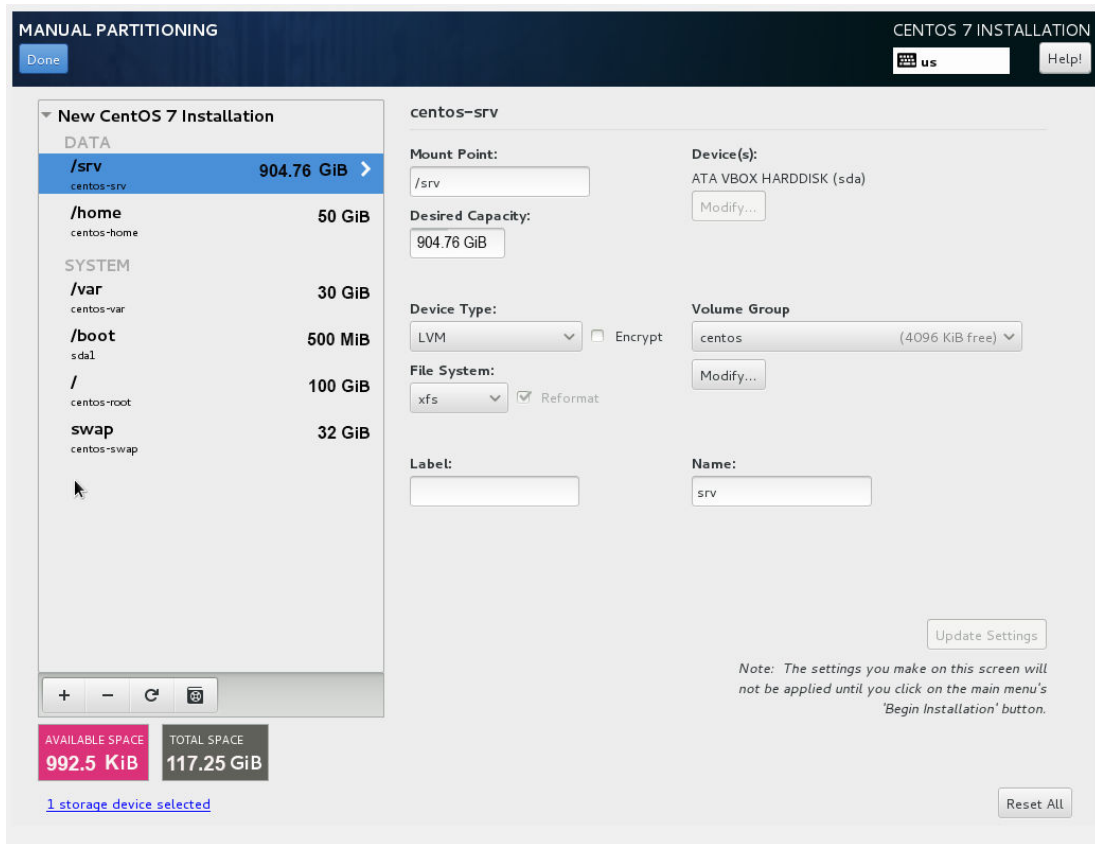 MANUAL PARTITIONING
CENTOS 7 INSTALLATION
Done
us
Help!
New CentOS 7 Installation
DATA
/srv 904.76 GiB
centos-srv
/home 50 GiB
centos-home
SYSTEM
/var 30 GiB
centos-var
/boot 500 MiB
sda1
/ 100 GiB
centos-root
swap 32 GiB
centos-swap
AVAILABLE SPACE
992.5 KiB
TOTAL SPACE
117.25 GiB
1 storage device selected
centos-srv
Mount Point:
/srv
Device(s):
ATA VBOX HARDDISK (sda)
Modify...
Desired Capacity:
904.76 GiB
Device Type:
LVM
Encrypt
Volume Group
centos (4096 KiB free)
Modify...
File System:
xfs
Reformat
Label:
Name:
srv
Update Settings
Note: The settings you make on this screen will
not be applied until you click on the main menu's
'Begin Installation' button.
Reset All